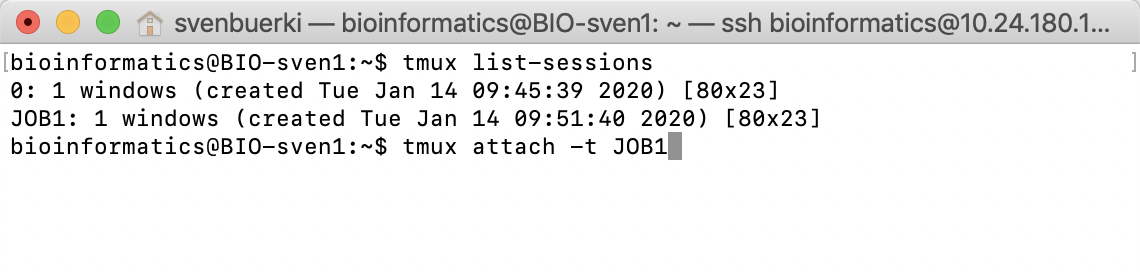 svenbuerki — bioinformatics@BIO-sven1: ~ — ssh bioinformatics@10.24.180.1...
[bioinformatics@BIO-sven1:~$ tmux list-sessions ]
0: 1 windows (created Tue Jan 14 09:45:39 2020) [80x23]
JOB1: 1 windows (created Tue Jan 14 09:51:40 2020) [80x23]
bioinformatics@BIO-sven1:~$ tmux attach -t JOB1